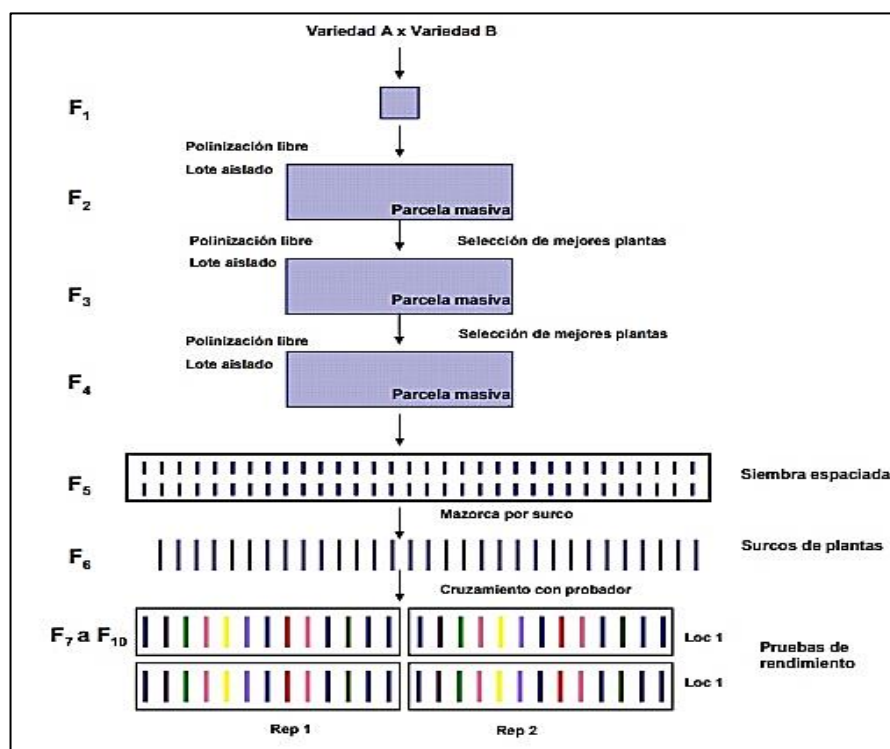 Variedad A x Variedad B
F₁
Polinización libre
Lote aislado
F₂
Parcela masiva
Polinización libre
Selección de mejores plantas
Lote aislado
F₃
Parcela masiva
Polinización libre
Selección de mejores plantas
Lote aislado
F₄
Parcela masiva
F₅
Siembra espaciada
Mazorca por surco
F₆
Surcos de plantas
Cruzamiento con probador
F₇ a F₁₀
Loc 1
Pruebas de
rendimiento
Loc 1
Rep 1
Rep 2